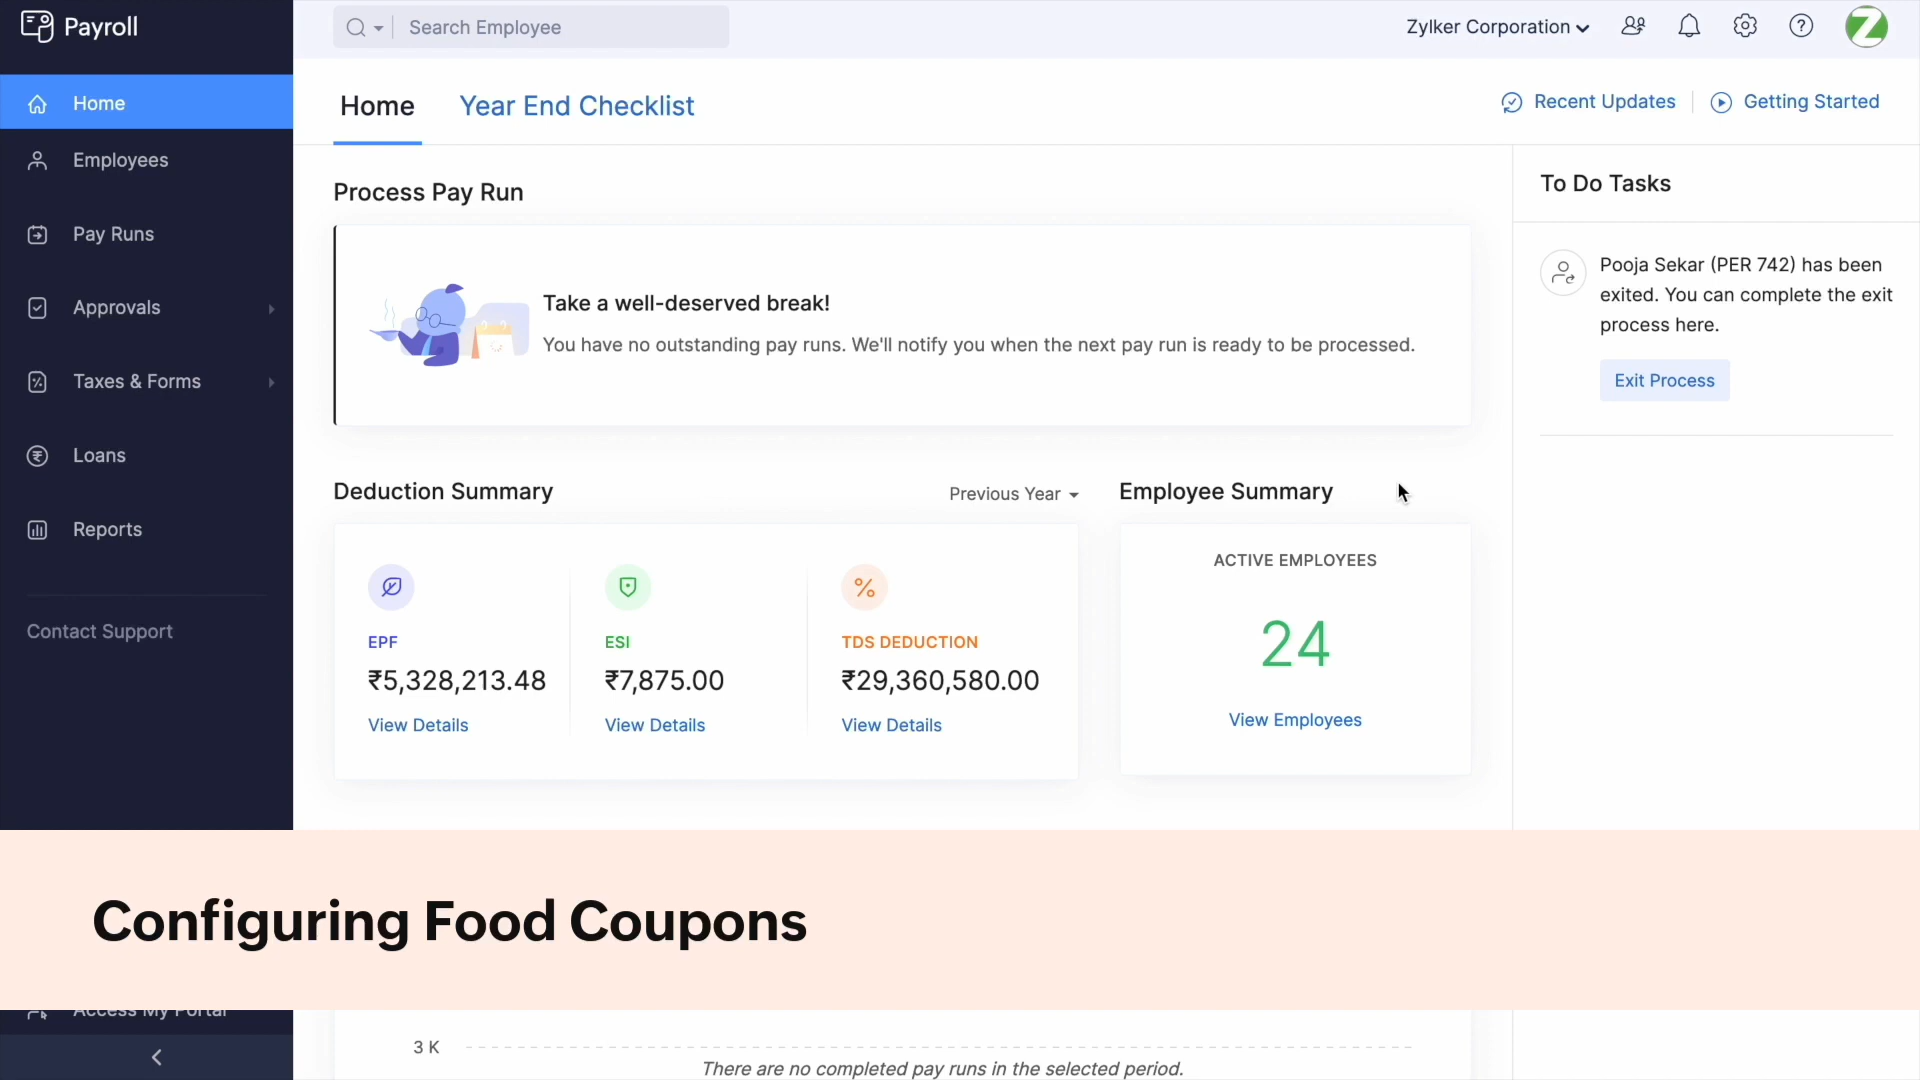 Payroll
Search Employee
Zylker Corporation
Home
Employees
Pay Runs
Approvals
Taxes & Forms
Loans
Reports
Contact Support
Access My Portal
Home
Year End Checklist
Recent Updates
Getting Started
Process Pay Run
Take a well-deserved break!
You have no outstanding pay runs. We'll notify you when the next pay run is ready to be processed.
To Do Tasks
Pooja Sekar (PER 742) has been
exited. You can complete the exit
process here.
Exit Process
Deduction Summary
Previous Year
Employee Summary
EPF
₹5,328,213.48
View Details
ESI
₹7,875.00
View Details
TDS DEDUCTION
₹29,360,580.00
View Details
ACTIVE EMPLOYEES
24
View Employees
Configuring Food Coupons
3 K
There are no completed pay runs in the selected period.